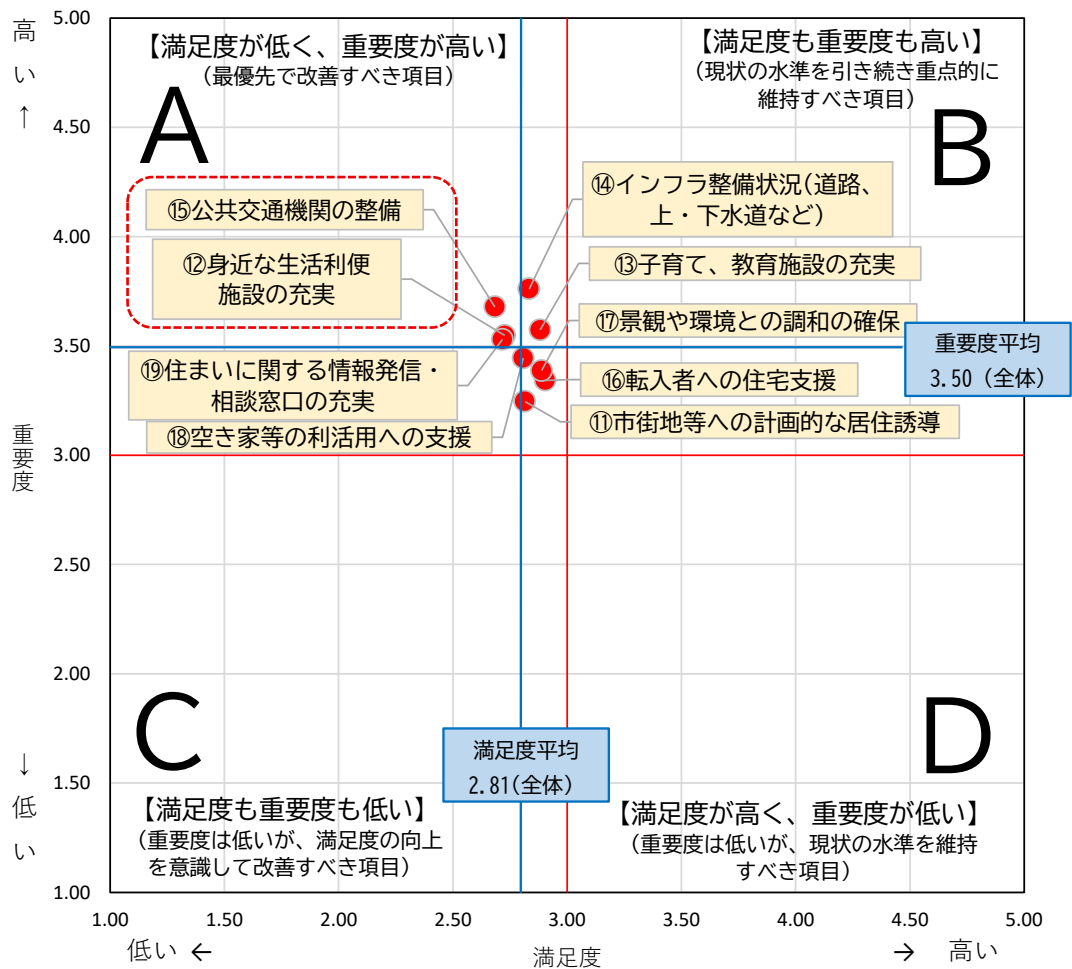 高い↑
重要度
↓低い
5.00
4.50
4.00
3.50
3.00
2.50
2.00
1.50
1.00
【満足度が低く、重要度が高い】
(最優先で改善すべき項目)
A
【満足度も重要度も高い】
(現状の水準を引き続き重点的に
維持すべき項目)
B
⑮公共交通機関の整備
⑭インフラ整備状況(道路、
上・下水道など)
⑫身近な生活利便
施設の充実
⑬子育て、教育施設の充実
⑰景観や環境との調和の確保
重要度平均
3.50 (全体)
⑲住まいに関する情報発信・
相談窓口の充実
⑯転入者への住宅支援
⑱空き家等の利活用への支援
⑪市街地等への計画的な居住誘導
C
満足度平均
2.81(全体)
D
【満足度も重要度も低い】
(重要度は低いが、満足度の向上
を意識して改善すべき項目)
【満足度が高く、重要度が低い】
(重要度は低いが、現状の水準を維持
すべき項目)
1.00 1.50 2.00 2.50 3.00 3.50 4.00 4.50 5.00
低い ← 満足度 → 高い